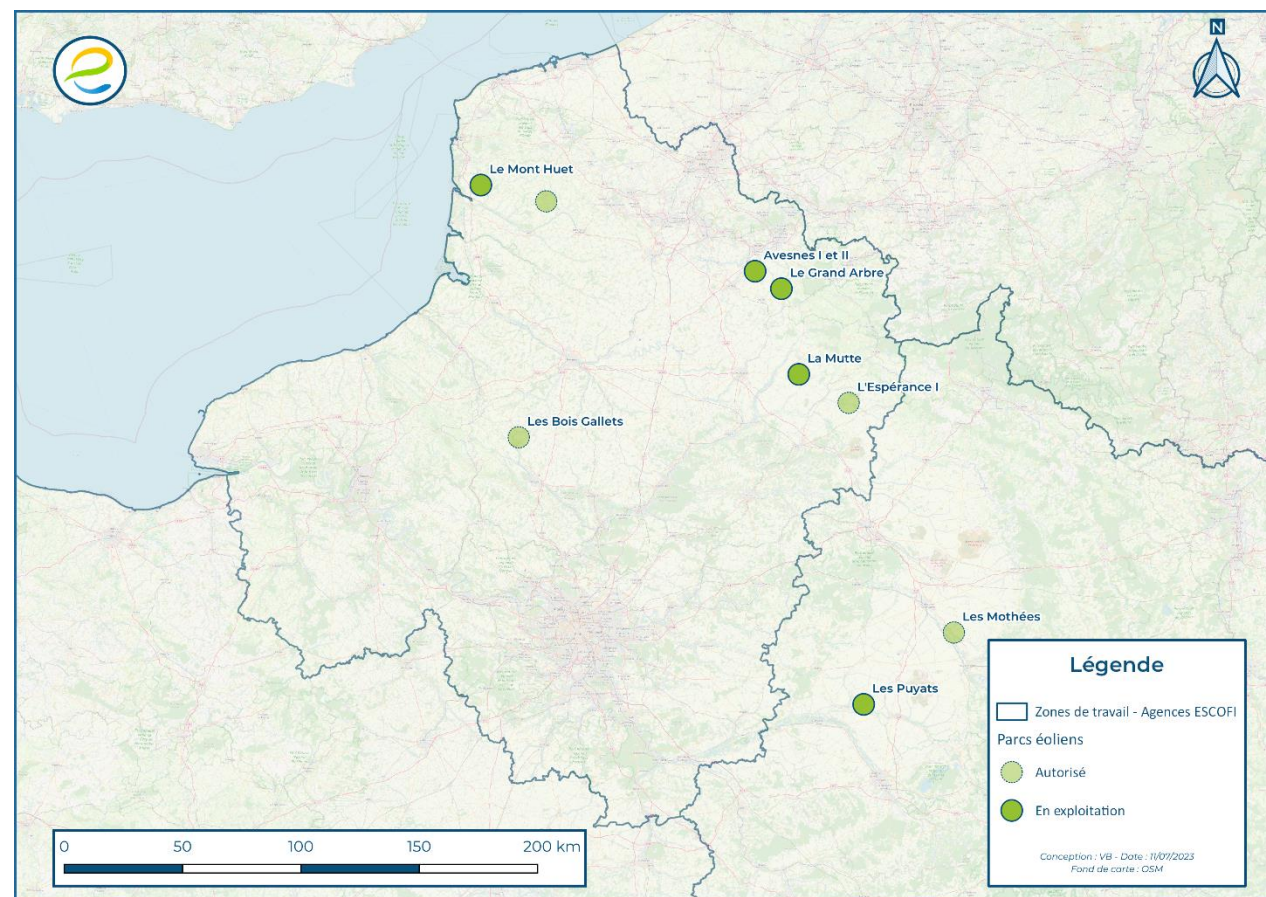 N
Le Mont Huet
Avesnes I et II
Le Grand Arbre
La Mutte
L'Espérance I
Les Bois Gallets
Les Mothées
Les Puyats
Légende
Zones de travail - Agences ESCOFI
Parcs éoliens
Autorisé
En exploitation
Conception : VB - Date : 11/07/2023
Fond de carte : OSM
0 50 100 150 200 km